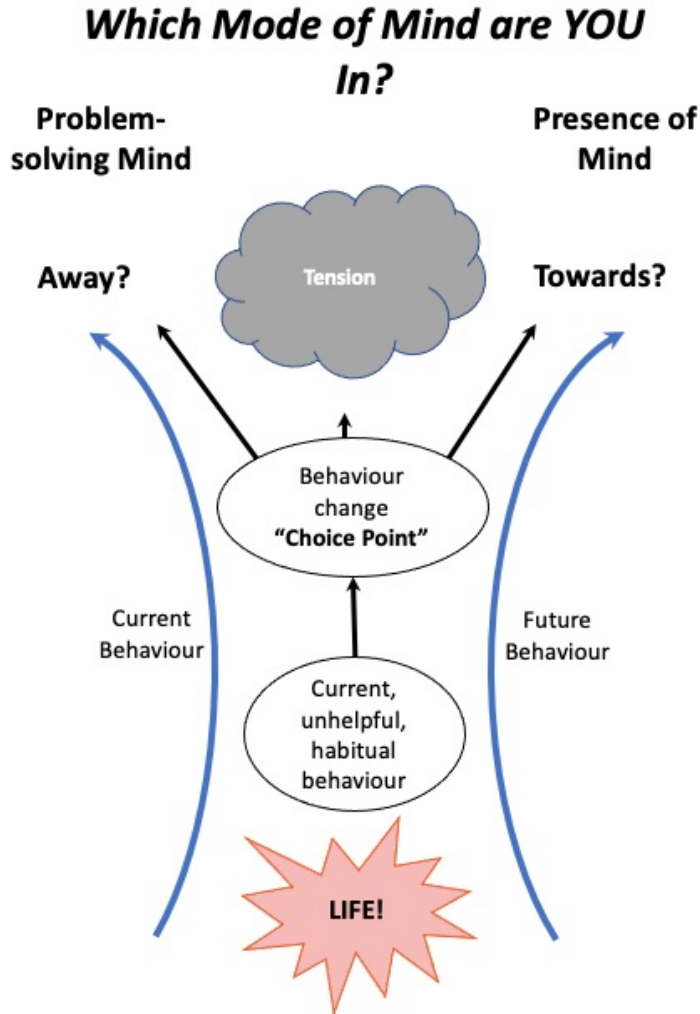 Which Mode of Mind are YOU
In?
Problem-
solving Mind
Presence of
Mind
Tension
Away?
Towards?
Behaviour
change
“Choice Point”
Current
Behaviour
Future
Behaviour
Current,
unhelpful,
habitual
behaviour
LIFE!